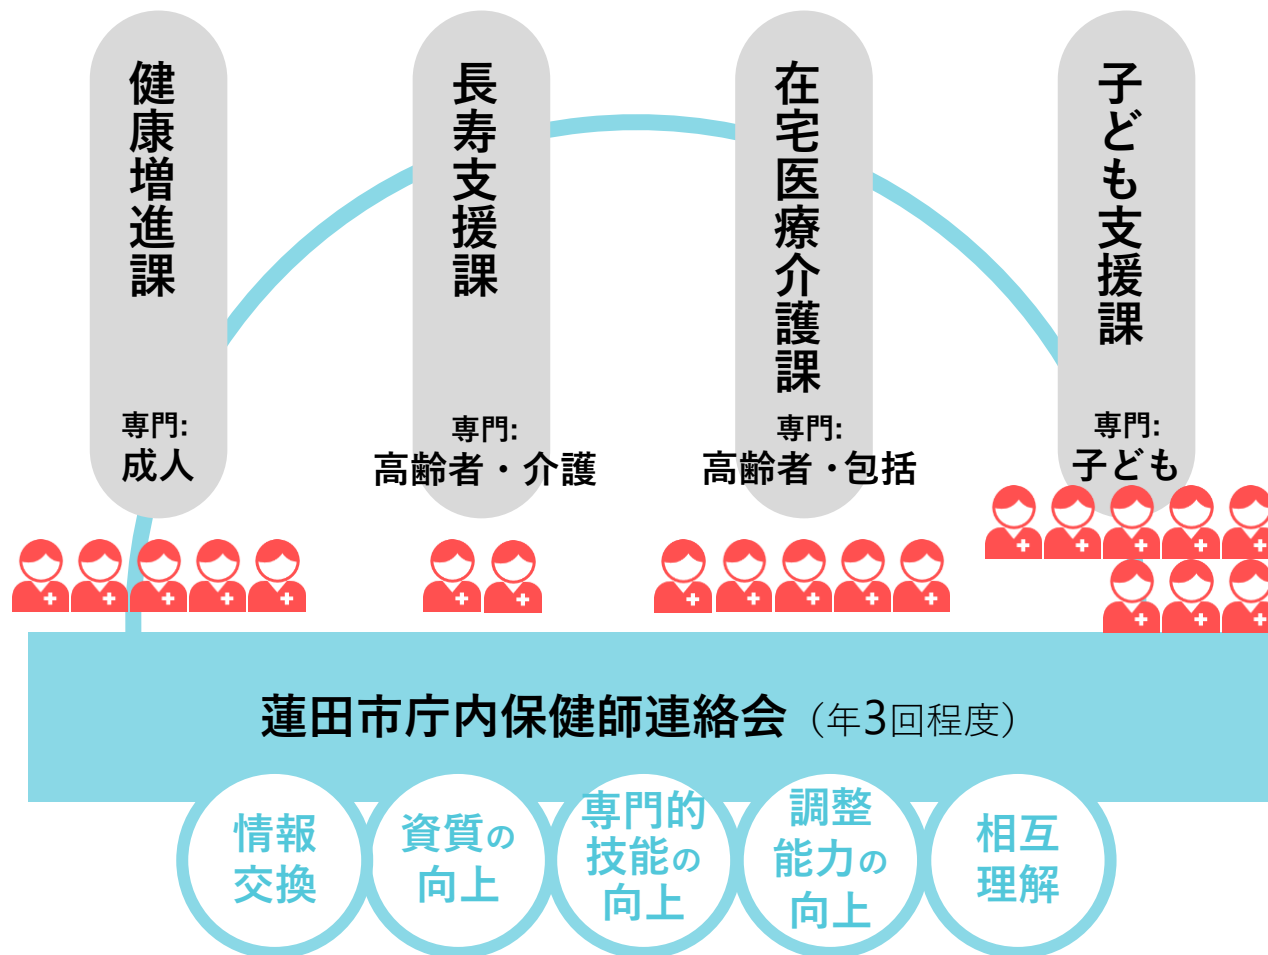 健康増進課
専門:
成人
長寿支援課
専門:
高齢者・介護
在宅医療介護課
専門:
高齢者・包括
子ども支援課
専門:
子ども
蓮田市庁内保健師連絡会（年3回程度）
情報
交換
資質の
向上
専門的
技能の
向上
調整
能力の
向上
相互
理解